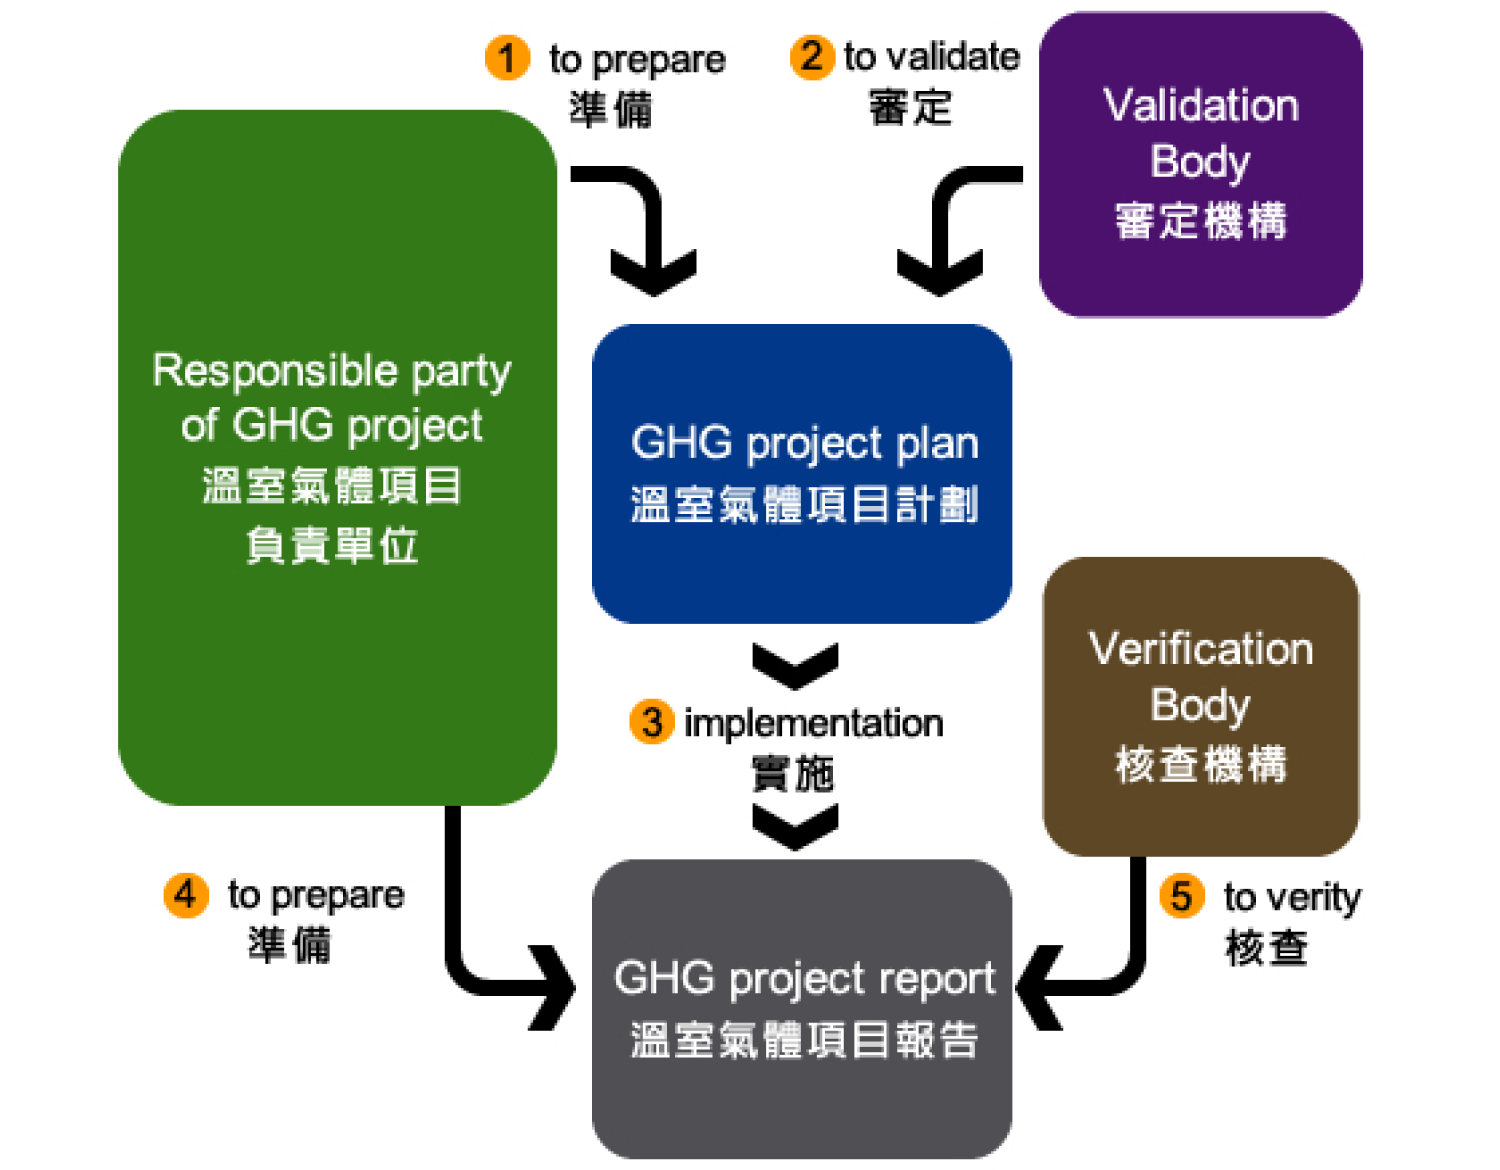 1 to prepare
準備
2 to validate
審定
Validation
Body
審定機構
Responsible party
of GHG project
溫室氣體項目
負責單位
GHG project plan
溫室氣體項目計劃
3 implementation
實施
Verification
Body
核查機構
4 to prepare
準備
5 to verity
核查
GHG project report
溫室氣體項目報告